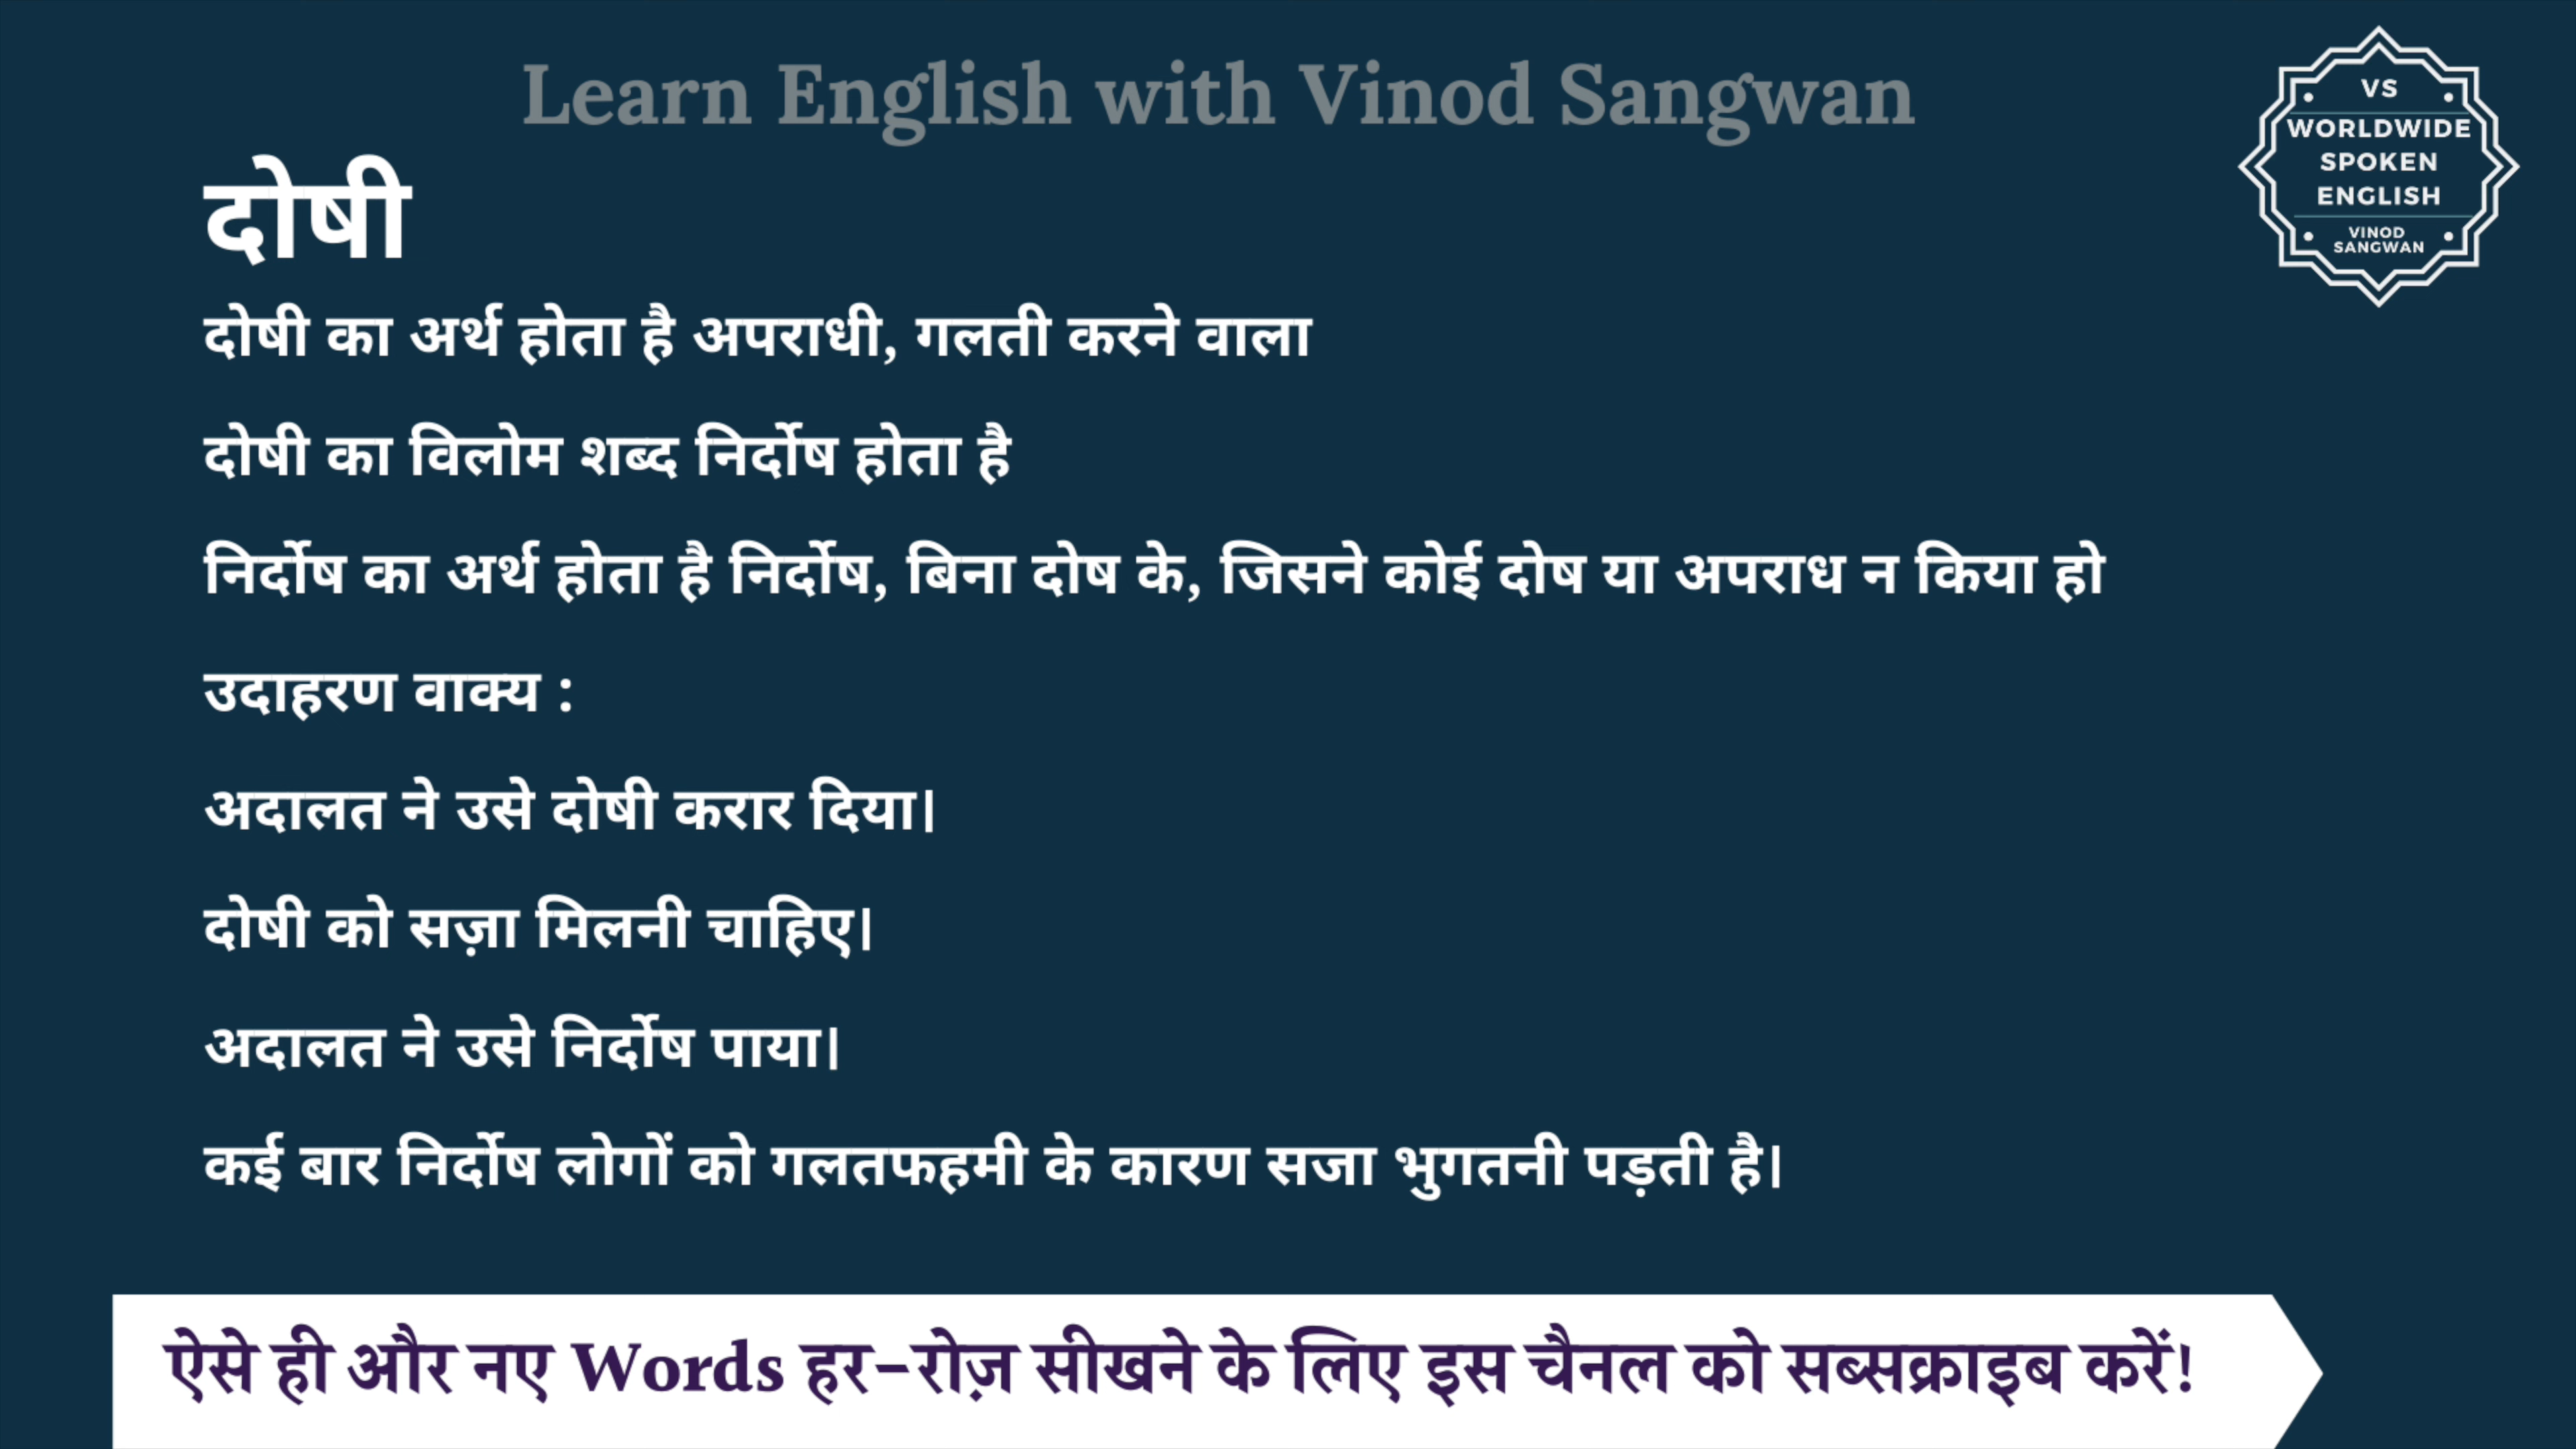 Learn English with Vinod Sangwan
VS
WORLDWIDE
SPOKEN
ENGLISH
VINOD
SANGWAN
दोषी
दोषी का अर्थ होता है अपराधी, गलती करने वाला
दोषी का विलोम शब्द निर्दोष होता है
निर्दोष का अर्थ होता है निर्दोष, बिना दोष के, जिसने कोई दोष या अपराध न किया हो
उदाहरण वाक्य :
अदालत ने उसे दोषी करार दिया।
दोषी को सज़ा मिलनी चाहिए।
अदालत ने उसे निर्दोष पाया।
कई बार निर्दोष लोगों को गलतफहमी के कारण सजा भुगतनी पड़ती है।
ऐसे ही और नए Words हर-रोज़ सीखने के लिए इस चैनल को सब्सक्राइब करें!